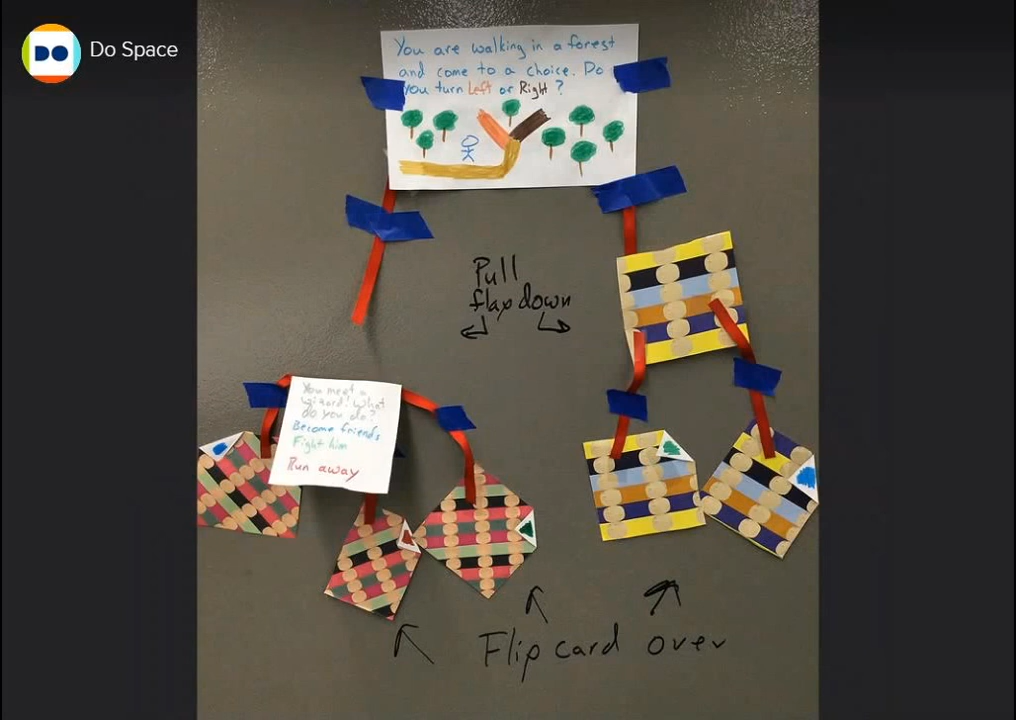 DO
Do Space
You are walking in a forest
and come to a choice. Do
you turn Left or Right?
Pull
flap down
You meet a
wizard! What
do you do?
Become friends
Fight him
Run away
Flip card over